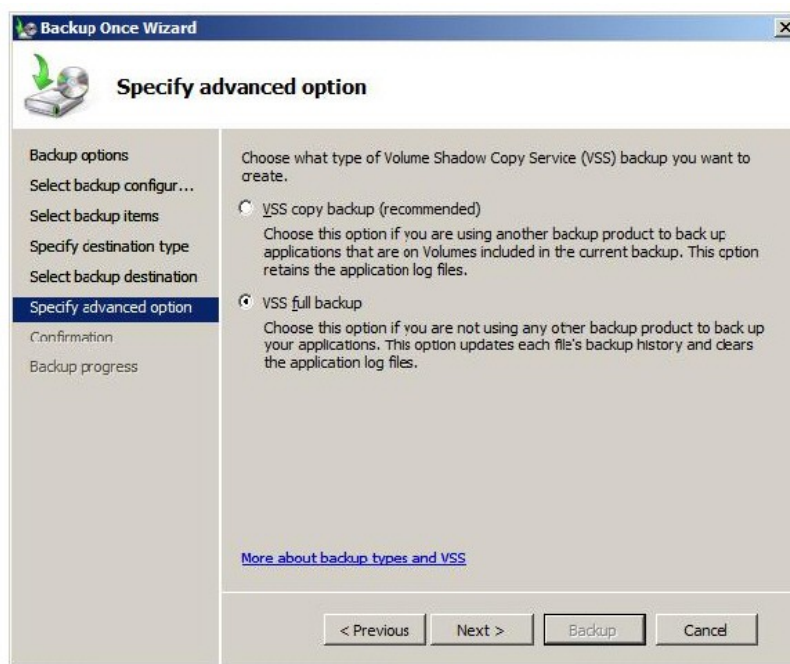 Backup Once Wizard
Specify advanced option
Backup options
Select backup configur...
Select backup items
Specify destination type
Select backup destination
Specify advanced option
Confirmation
Backup progress
Choose what type of Volume Shadow Copy Service (VSS) backup you want to
create.
VSS copy backup (recommended)
Choose this option if you are using another backup product to back up
applications that are on Volumes included in the current backup. This option
retains the application log files.
VSS full backup
Choose this option if you are not using any other backup product to back up
your applications. This option updates each file's backup history and clears
the application log files.
More about backup types and VSS
< Previous
Next >
Backup
Cancel